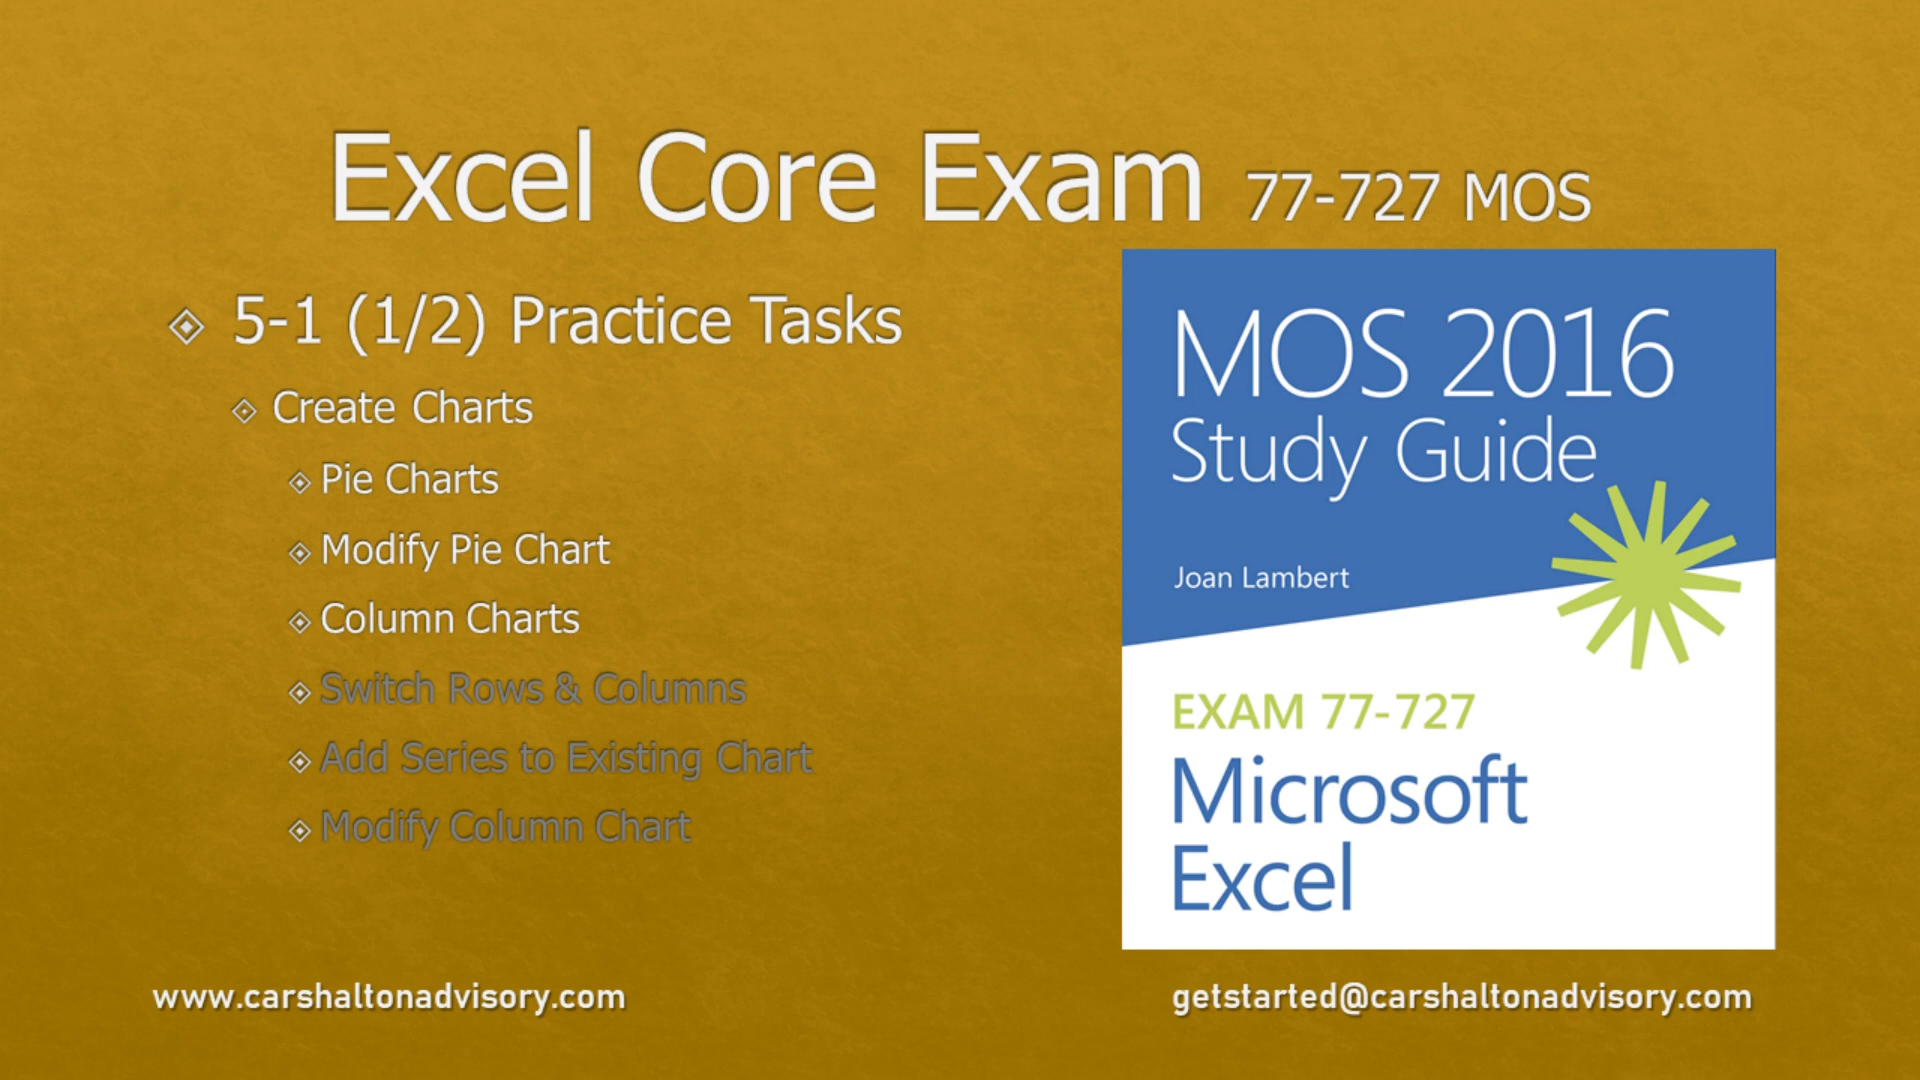 Excel Core Exam 77-727 MOS
5-1 (1/2) Practice Tasks
Create Charts
Pie Charts
Modify Pie Chart
Column Charts
Switch Rows & Columns
Add Series to Existing Chart
Modify Column Chart
MOS 2016
Study Guide
Joan Lambert
EXAM 77-727
Microsoft
Excel
www.carshaltonadvisory.com
getstarted@carshaltonadvisory.com